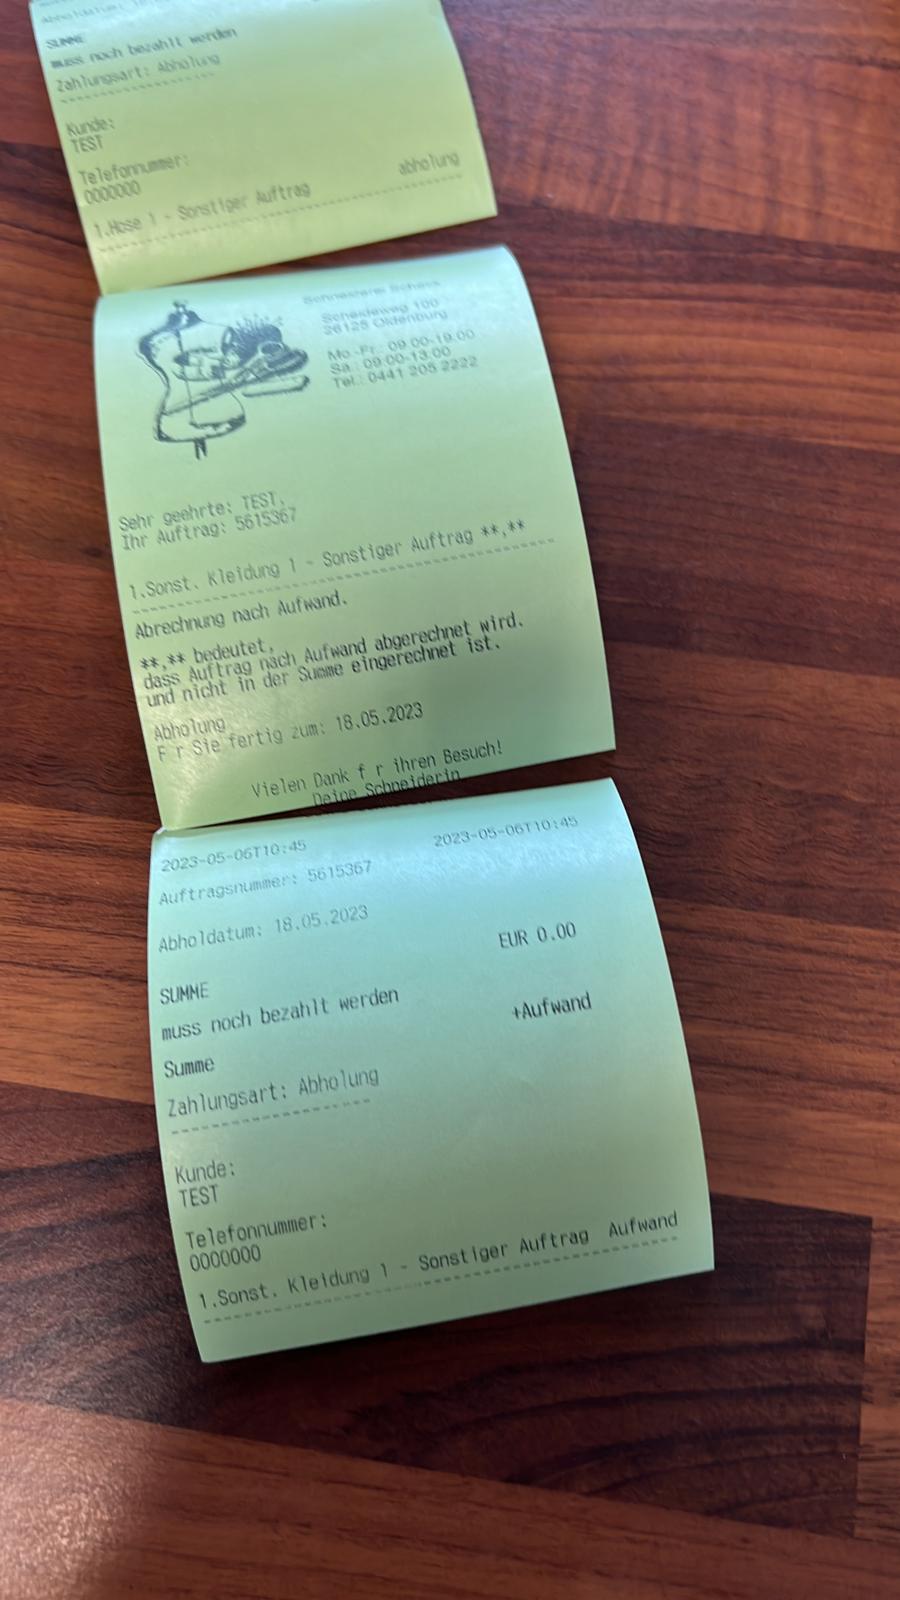 Abholdatum:
SUMME
muss noch bezahlt werden
Zahlungsart: Abholung
Kunde:
TEST
Telefonnummer:
0000000
abholung
1.Hose 1 - Sonstiger Auftrag
Schneiderei
Scheideweg 100
26125 Oldenburg
Mo.-Fr.: 09.00-19.00
Sa.: 09.00-13.00
Tel.: 0441 205 2222
Sehr geehrte: TEST,
Ihr Auftrag: 5615367
1.Sonst. Kleidung 1 - Sonstiger Auftrag **,**
Abrechnung nach Aufwand.
**,** bedeutet,
dass Auftrag nach Aufwand abgerechnet wird.
und nicht in der Summe eingerechnet ist.
Abholung
F r Sie fertig zum: 18.05.2023
Vielen Dank f r ihren Besuch!
Deine Schneiderin
2023-05-06T10:45 2023-05-06T10:45
Auftragsnummer: 5615367
Abholdatum: 18.05.2023
EUR 0.00
SUMME
muss noch bezahlt werden
+Aufwand
Summe
Zahlungsart: Abholung
Kunde:
TEST
Telefonnummer:
0000000
1.Sonst. Kleidung 1 - Sonstiger Auftrag Aufwand